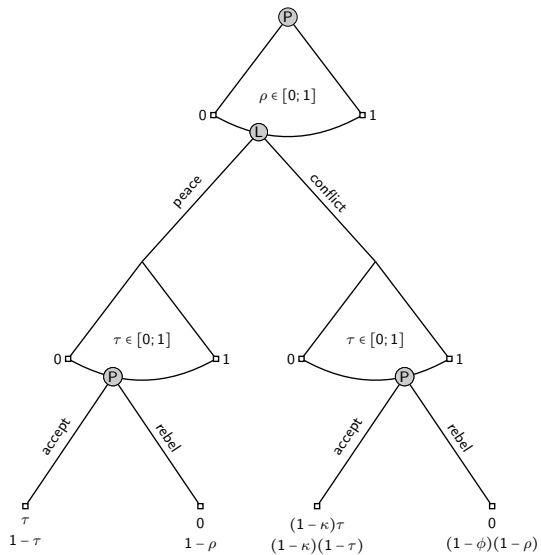 P
ρ ∈ [0; 1]
0
1
L
peace
conflict
τ ∈ [0; 1]
τ ∈ [0; 1]
0
1
0
1
P
P
accept
rebel
accept
rebel
τ
1 − τ
0
1 − ρ
(1 − κ)τ
(1 − κ)(1 − τ)
0
(1 − ϕ)(1 − ρ)